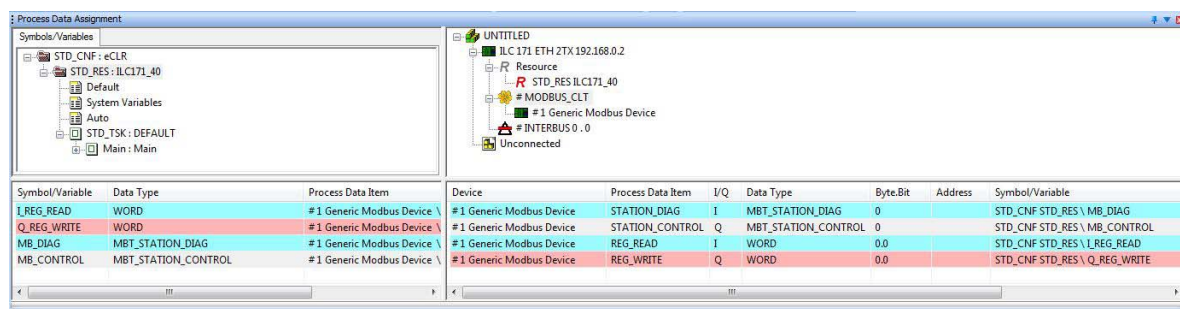 Process Data Assignment
Symbols/Variables
STD_CNF : eCLR
STD_RES : ILC171_40
Default
System Variables
Auto
STD_TSK : DEFAULT
Main : Main
UNTITLED
ILC 171 ETH 2TX 192.168.0.2
R Resource
R STD_RES ILC171_40
# MODBUS_CLT
#1 Generic Modbus Device
# INTERBUS 0 . 0
Unconnected
Symbol/Variable Data Type Process Data Item
I_REG_READ WORD #1 Generic Modbus Device \
Q_REG_WRITE WORD #1 Generic Modbus Device \
MB_DIAG MBT_STATION_DIAG #1 Generic Modbus Device \
MB_CONTROL MBT_STATION_CONTROL #1 Generic Modbus Device \
Device Process Data Item I/Q Data Type Byte.Bit Address Symbol/Variable
#1 Generic Modbus Device STATION_DIAG I MBT_STATION_DIAG 0 STD_CNF STD_RES \ MB_DIAG
#1 Generic Modbus Device STATION_CONTROL Q MBT_STATION_CONTROL 0 STD_CNF STD_RES \ MB_CONTROL
#1 Generic Modbus Device REG_READ I WORD 0.0 STD_CNF STD_RES \ I_REG_READ
#1 Generic Modbus Device REG_WRITE Q WORD 0.0 STD_CNF STD_RES \ Q_REG_WRITE